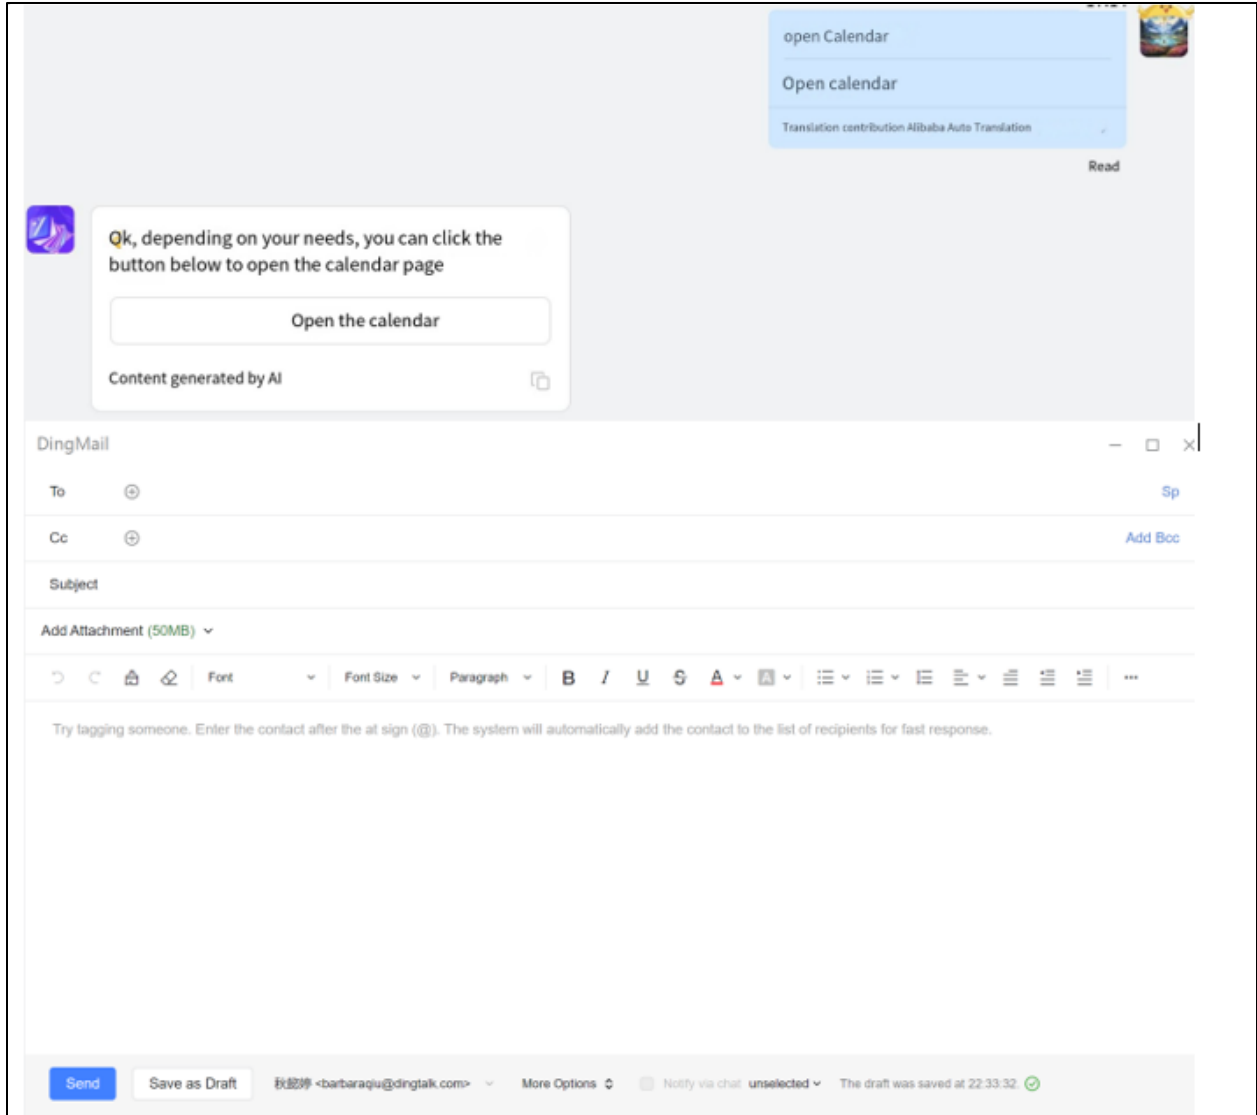 open Calendar
Open calendar
Translation contribution Alibaba Auto Translation
Read
Ok, depending on your needs, you can click the
button below to open the calendar page
Open the calendar
Content generated by AI
DingMail
To Sp
Cc Add Bcc
Subject
Add Attachment (50MB)
Font Font Size Paragraph B I U S A A
Try tagging someone. Enter the contact after the at sign (@). The system will automatically add the contact to the list of recipients for fast response.
Send Save as Draft <barbaraqiu@dingtalk.com> More Options Notify via chat unselected The draft was saved at 22:33:32.